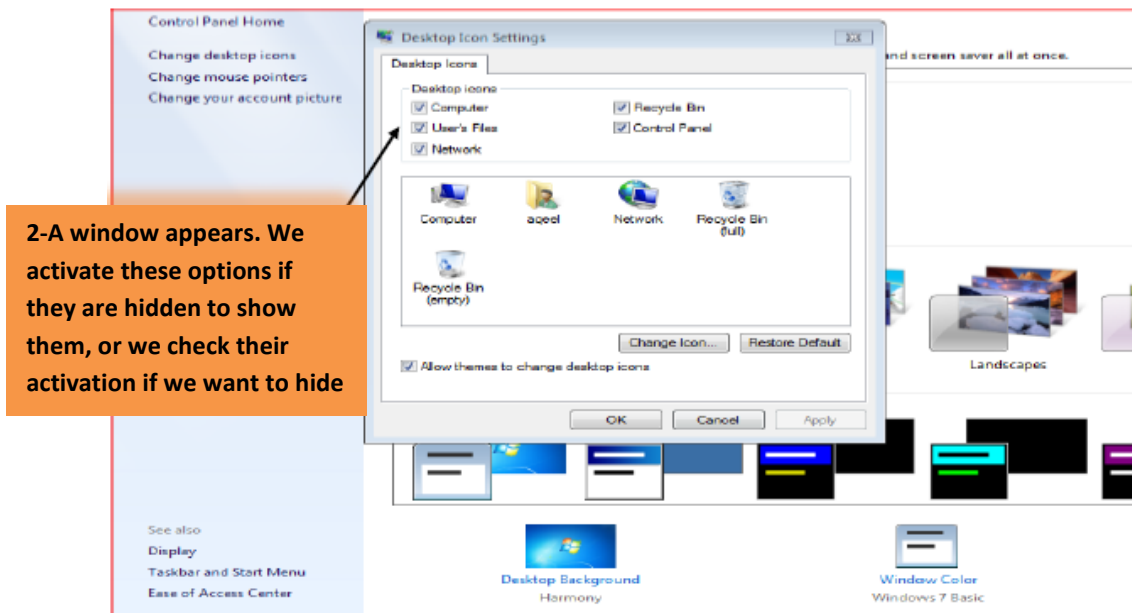 Control Panel Home
Change desktop icons
Change mouse pointers
Change your account picture
Desktop Icon Settings
and screen saver all at once.
Desktop Icons
Desktop icons
Computer
Recycle Bin
User's Files
Control Panel
Network
Computer
aqeel
Network
Recycle Bin
(full)
Recycle Bin
(empty)
Change Icon...
Restore Default
Allow themes to change desktop icons
OK
Cancel
Apply
2-A window appears. We
activate these options if
they are hidden to show
them, or we check their
activation if we want to hide
Landscapes
See also
Display
Taskbar and Start Menu
Ease of Access Center
Desktop Background
Harmony
Window Color
Windows 7 Basic